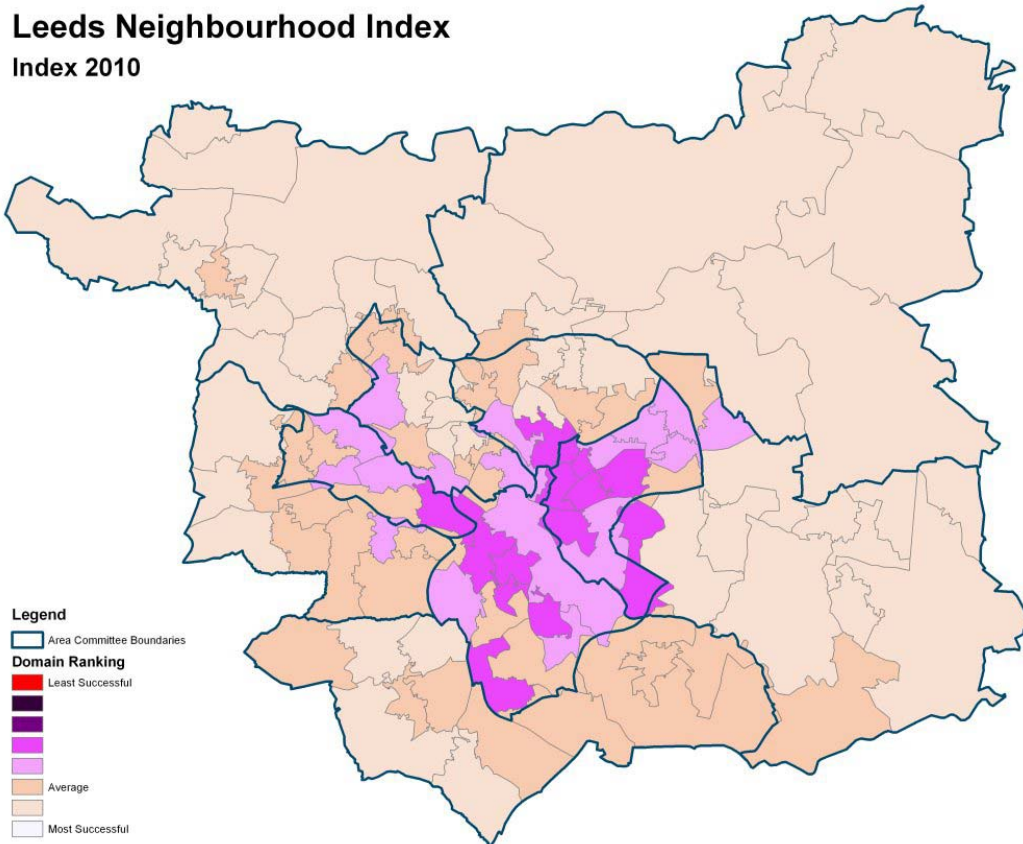 Leeds Neighbourhood Index
Index 2010
Legend
Area Committee Boundaries
Domain Ranking
Least Successful
Average
Most Successful